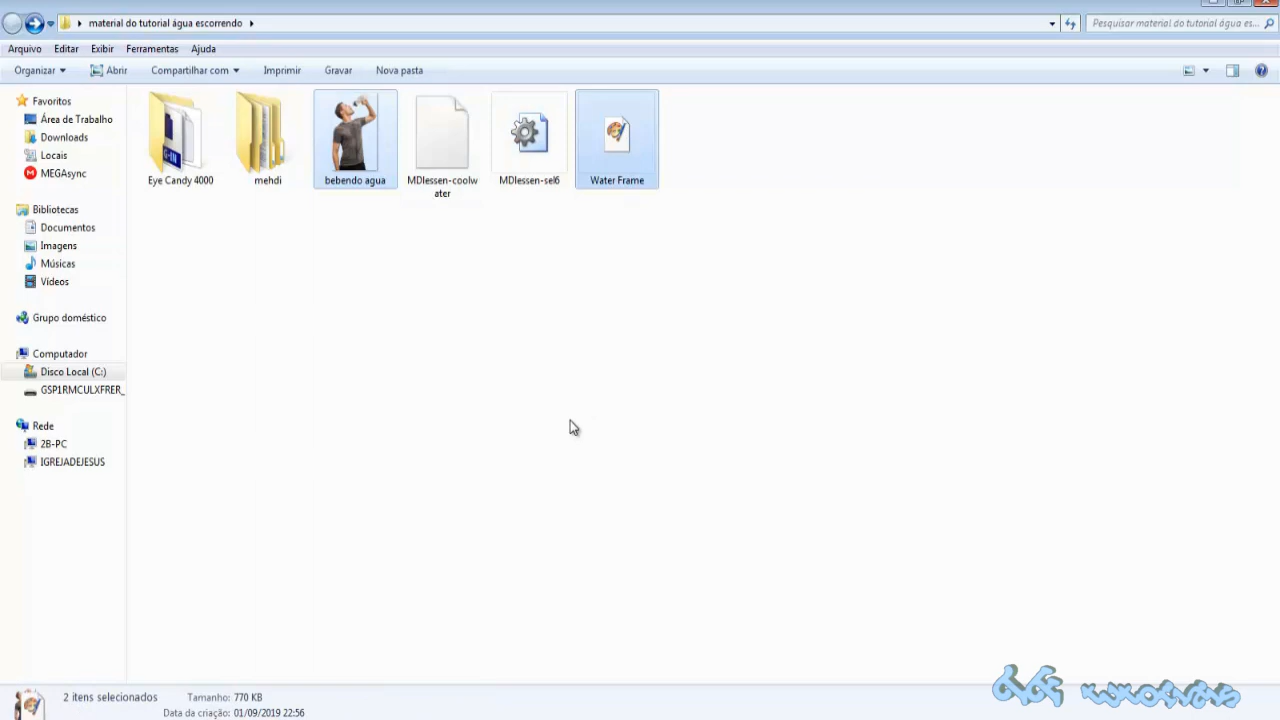 material do tutorial água escorrendo
Pesquisar material do tutorial água es...
Arquivo Editar Exibir Ferramentas Ajuda
Organizar Abrir Compartilhar com Imprimir Gravar Nova pasta
Favoritos
Área de Trabalho
Downloads
Locais
MEGAsync
Bibliotecas
Documentos
Imagens
Músicas
Vídeos
Grupo doméstico
Computador
Disco Local (C:)
GSP1RMCULXFRER_
Rede
2B-PC
IGREJADEJESUS
Eye Candy 4000
mehdi
bebendo agua
MDlessen-coolw
ater
MDlessen-sel6
Water Frame
2 itens selecionados Tamanho: 770 KB
Data da criação: 01/09/2019 22:56